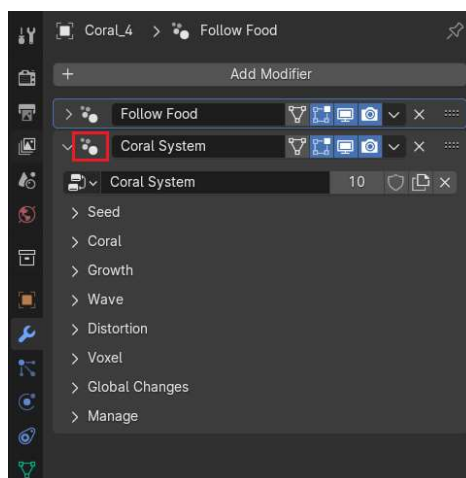 Coral_4 > Follow Food
+ Add Modifier
Follow Food
Coral System
Coral System 10
Seed
Coral
Growth
Wave
Distortion
Voxel
Global Changes
Manage